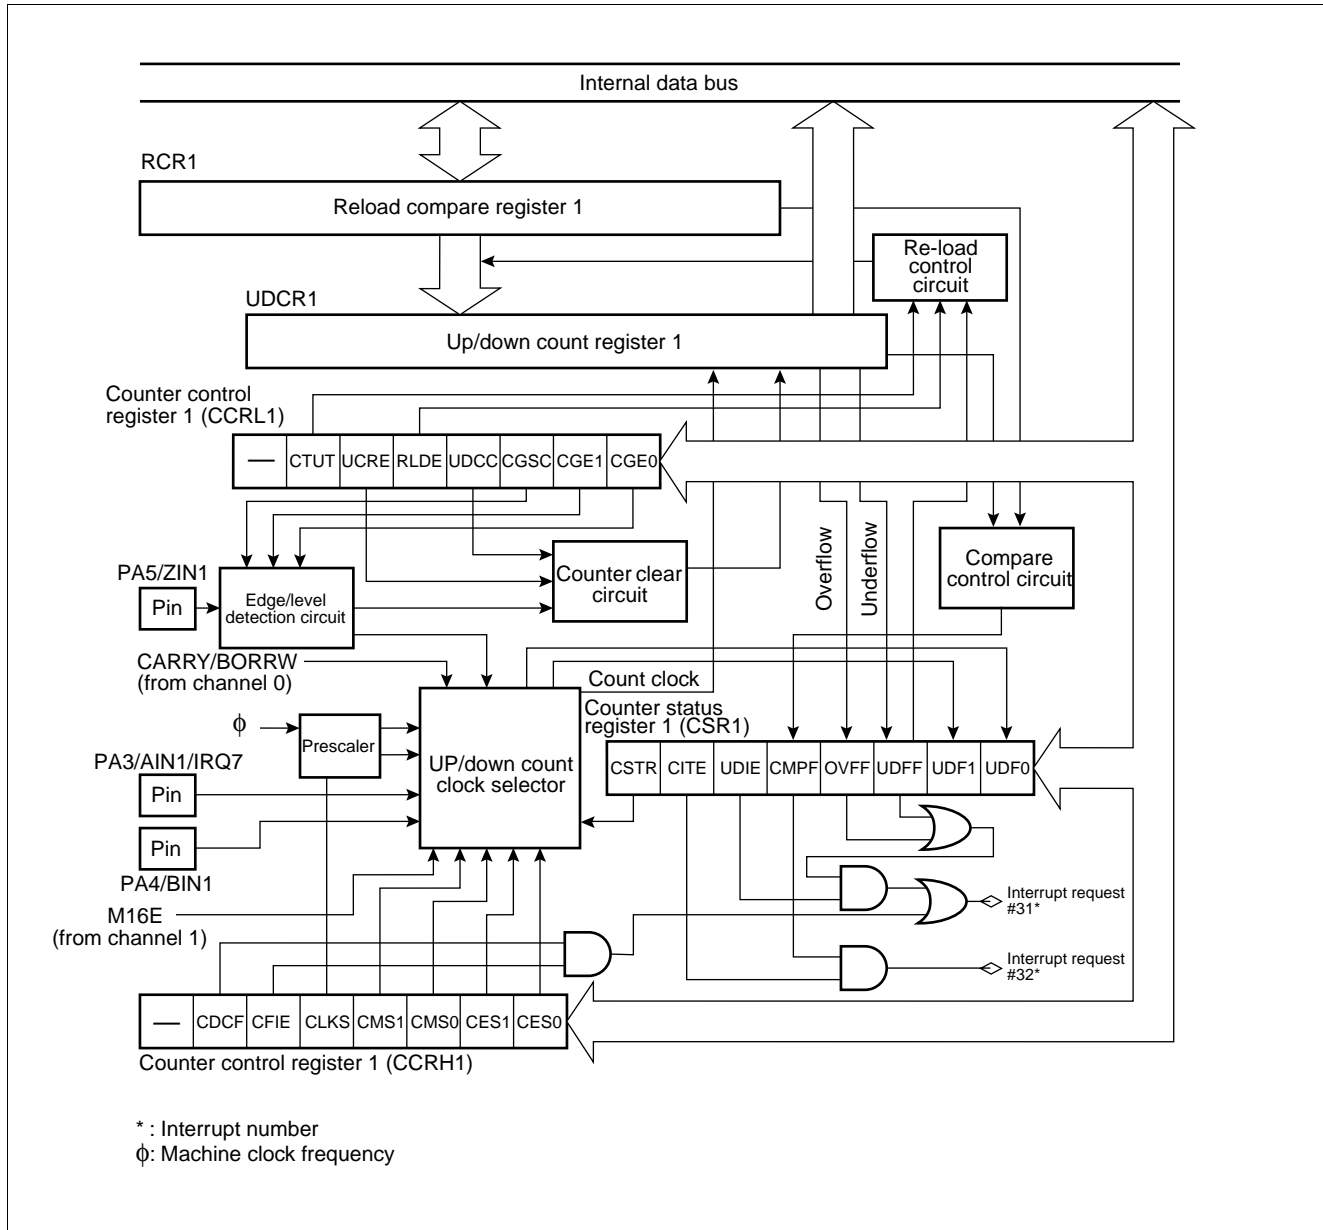 Internal data bus
RCR1
Reload compare register 1
Re-load
control
circuit
UDCR1
Up/down count register 1
Counter control
register 1 (CCRL1)
— CTUT UCRE RLDE UDCC CGSC CGE1 CGE0
Overflow
Underflow
Compare
control circuit
PA5/ZIN1
Pin
Edge/level
detection circuit
Counter clear
circuit
CARRY/BORRW
(from channel 0)
Count clock
Counter status
register 1 (CSR1)
ϕ
Prescaler
UP/down count
clock selector
CSTR CITE UDIE CMPF OVFF UDFF UDF1 UDF0
PA3/AIN1/IRQ7
Pin
Pin
PA4/BIN1
M16E
(from channel 1)
Interrupt request
#31*
Interrupt request
#32*
— CDCF CFIE CLKS CMS1 CMS0 CES1 CES0
Counter control register 1 (CCRH1)
* : Interrupt number
ϕ: Machine clock frequency